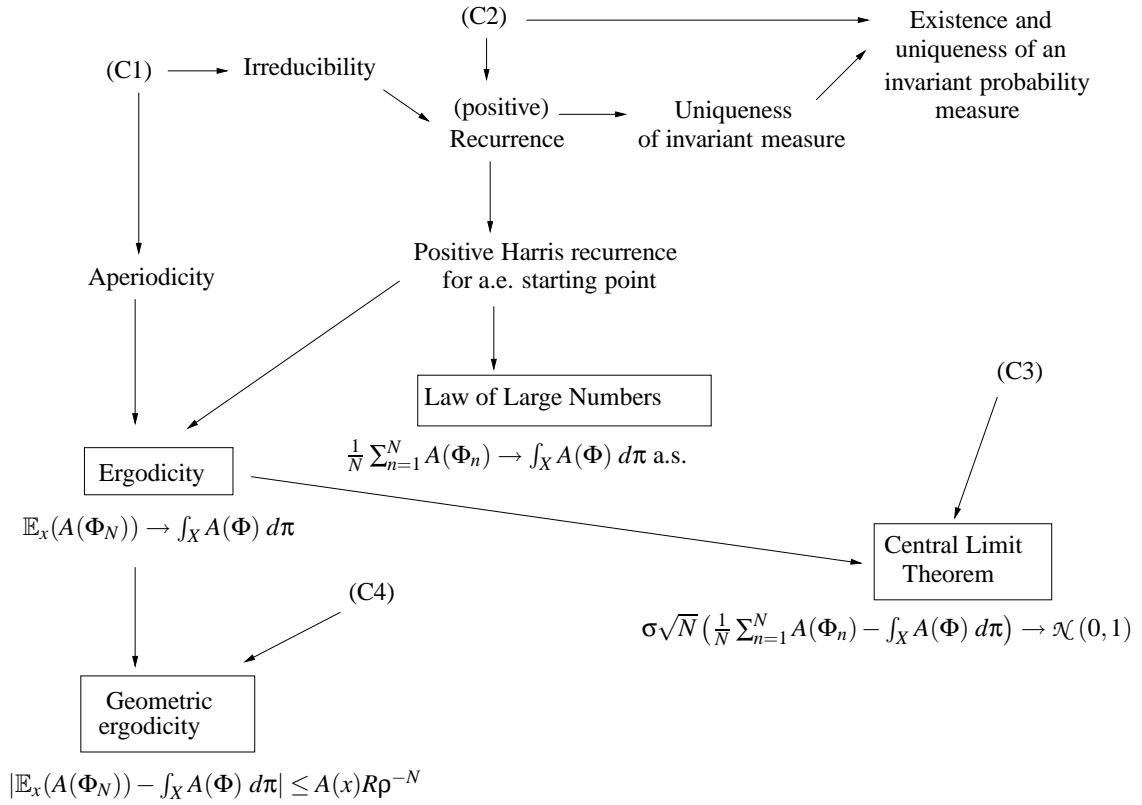 (C2)
Existence and
uniqueness of an
invariant probability
measure
(C1)
Irreducibility
(positive)
Recurrence
Uniqueness
of invariant measure
Positive Harris recurrence
for a.e. starting point
Aperiodicity
(C3)
Law of Large Numbers
$\frac{1}{N} \sum_{n=1}^{N} A(\Phi_n) \to \int_X A(\Phi) \, d\pi$ a.s.
Ergodicity
$\mathbb{E}_x(A(\Phi_N)) \to \int_X A(\Phi) \, d\pi$
Central Limit
Theorem
$\sigma\sqrt{N} \left( \frac{1}{N} \sum_{n=1}^{N} A(\Phi_n) - \int_X A(\Phi) \, d\pi \right) \to \mathcal{N}(0,1)$
(C4)
Geometric
ergodicity
$|\mathbb{E}_x(A(\Phi_N)) - \int_X A(\Phi) \, d\pi| \leq A(x) R \rho^{-N}$